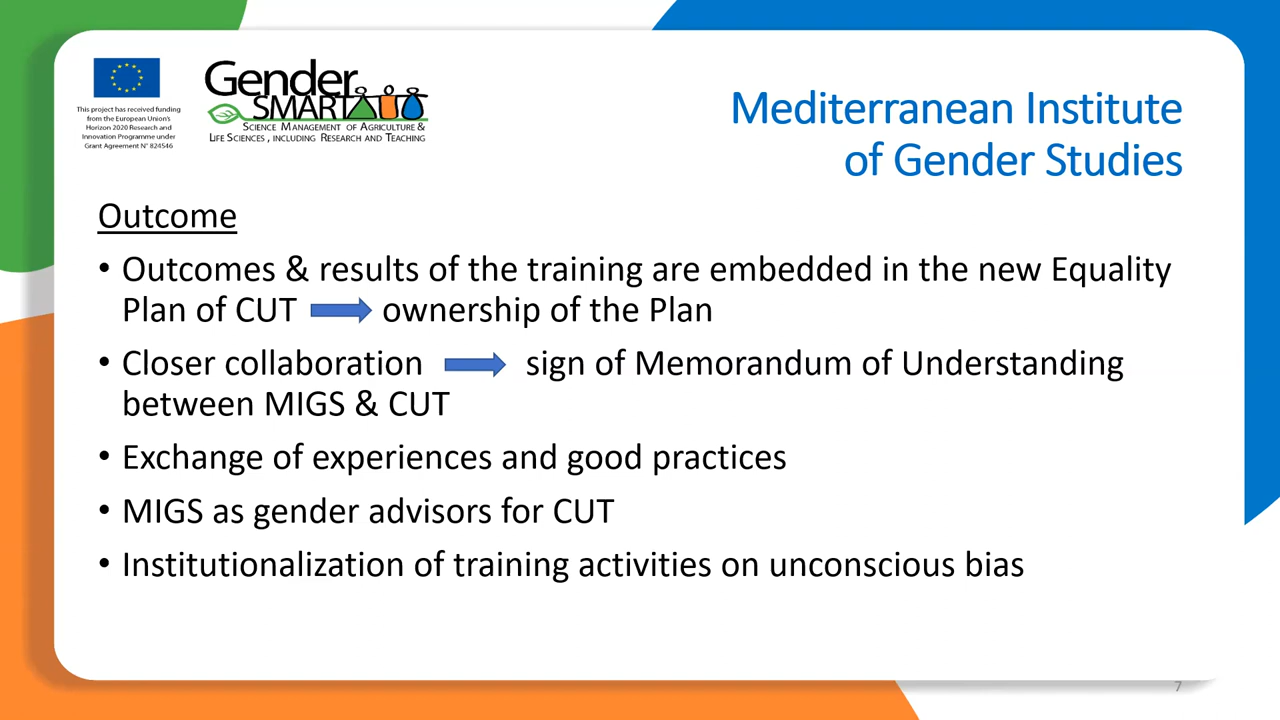 This project has received funding
from the European Union's
Horizon 2020 Research and
Innovation Programme under
Grant Agreement N° 824546
Gender
SMART
SCIENCE MANAGEMENT OF AGRICULTURE &
LIFE SCIENCES , INCLUDING RESEARCH AND TEACHING
Mediterranean Institute
of Gender Studies
Outcome
• Outcomes & results of the training are embedded in the new Equality
Plan of CUT ownership of the Plan
• Closer collaboration sign of Memorandum of Understanding
between MIGS & CUT
• Exchange of experiences and good practices
• MIGS as gender advisors for CUT
• Institutionalization of training activities on unconscious bias
7